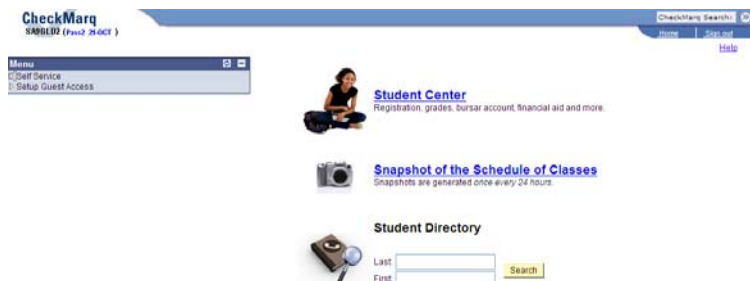 CheckMarq
SA9GLD2 (Pass2 21-OCT )
CheckMarq Search:
Home
Sign out
Help
Menu
Self Service
Setup Guest Access
Student Center
Registration, grades, bursar account, financial aid and more.
Snapshot of the Schedule of Classes
Snapshots are generated once every 24 hours.
Student Directory
Last
Search
First